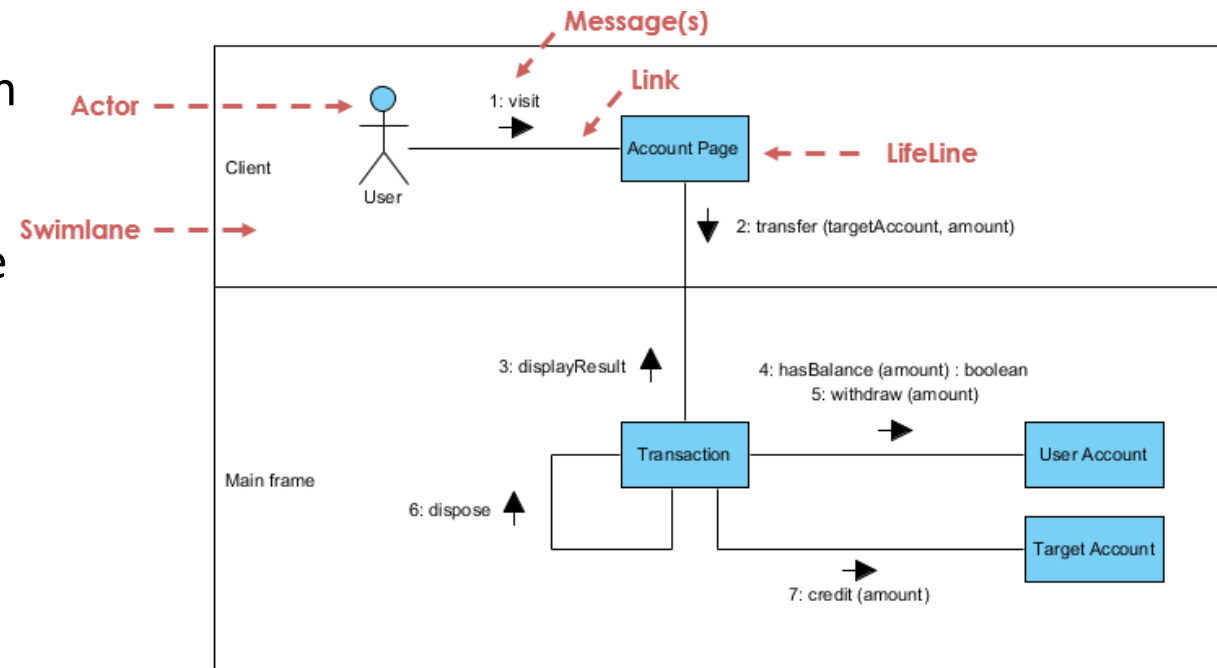 Message(s)
n
Link
Actor
1: visit
Account Page
LifeLine
Client
User
Swimlane
2: transfer (targetAccount, amount)
e
3: displayResult
4: hasBalance (amount) : boolean
5: withdraw (amount)
Transaction
User Account
Main frame
6: dispose
Target Account
7: credit (amount)